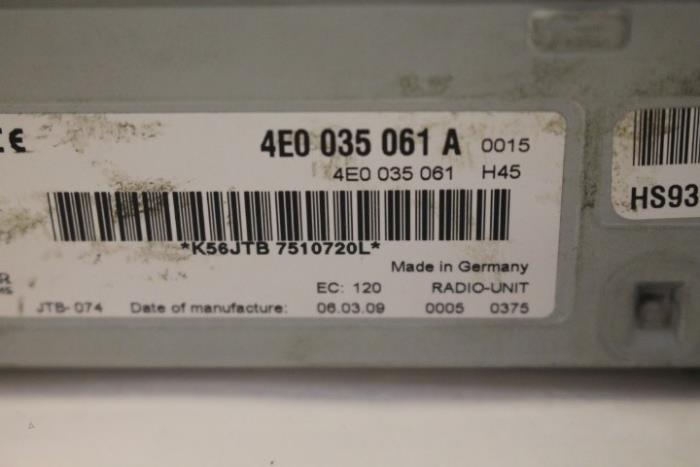 CE
4E0 035 061 A 0015
4E0 035 061 H45
*K56JTB 7510720L*
Made in Germany
EC: 120 RADIO-UNIT
JTB-074 Date of manufacture: 06.03.09 0005 0375
HS93